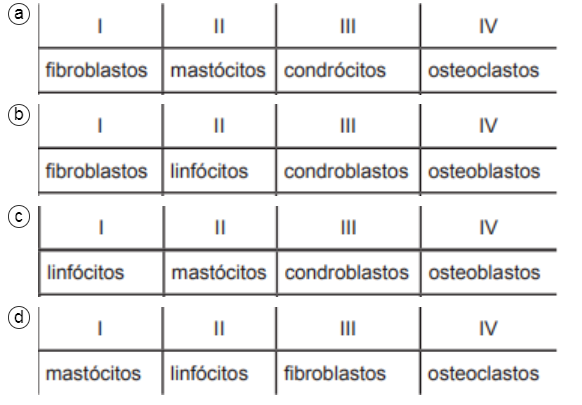 ⓐ I II III IV
fibroblastos mastócitos condrócitos osteoclastos
ⓑ I II III IV
fibroblastos linfócitos condroblastos osteoblastos
ⓒ I II III IV
linfócitos mastócitos condroblastos osteoblastos
ⓓ I II III IV
mastócitos linfócitos fibroblastos osteoclastos